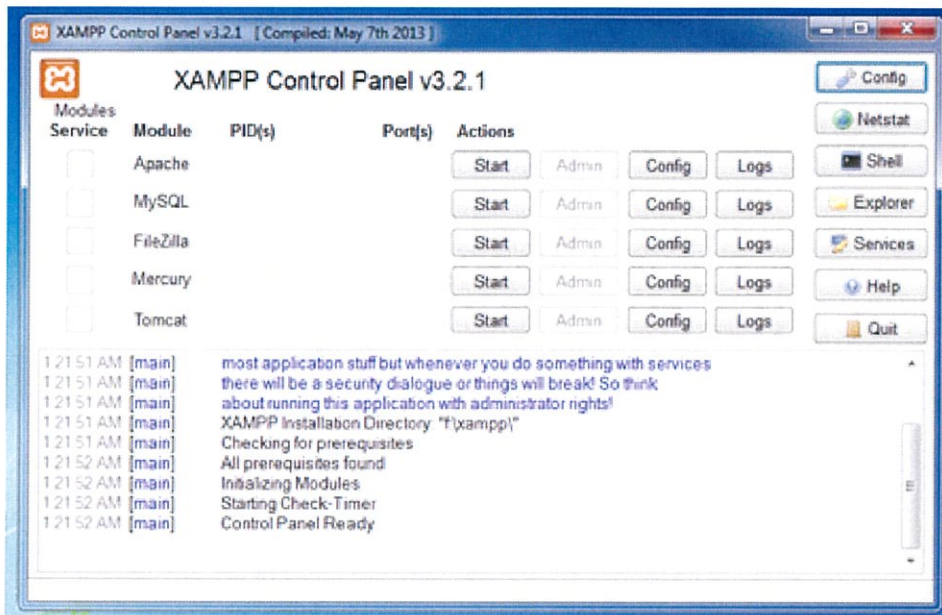 XAMPP Control Panel v3.2.1 [ Compiled: May 7th 2013 ]
XAMPP Control Panel v3.2.1
Config
Modules
Service Module PID(s) Port(s) Actions
Netstat
Apache Start Admin Config Logs
Shell
MySQL Start Admin Config Logs
Explorer
FileZilla Start Admin Config Logs
Services
Mercury Start Admin Config Logs
Help
Tomcat Start Admin Config Logs
Quit
1:21:51 AM [main] most application stuff but whenever you do something with services
1:21:51 AM [main] there will be a security dialogue or things will break! So think
1:21:51 AM [main] about running this application with administrator rights!
1:21:51 AM [main] XAMPP Installation Directory: "f:\xampp\"
1:21:51 AM [main] Checking for prerequisites
1:21:52 AM [main] All prerequisites found
1:21:52 AM [main] Initializing Modules
1:21:52 AM [main] Starting Check-Timer
1:21:52 AM [main] Control Panel Ready